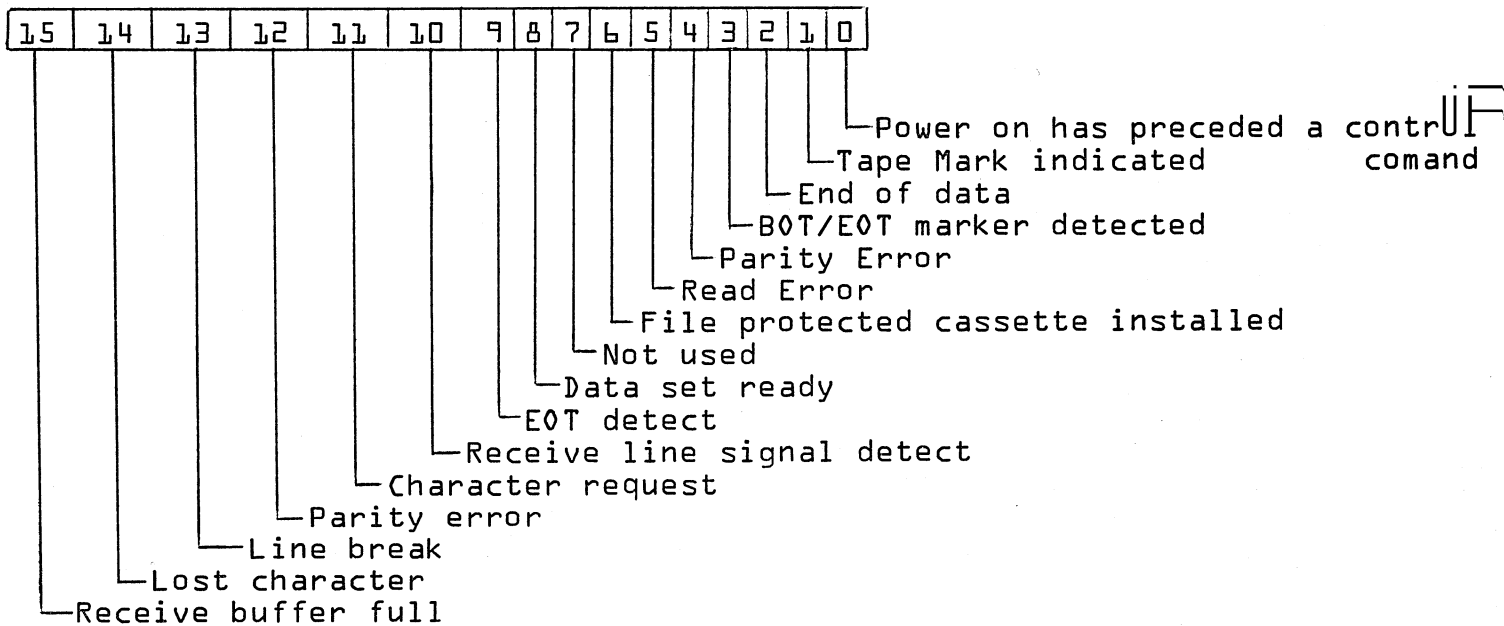 15 14 13 12 11 10 9 8 7 6 5 4 3 2 1 0
Power on has preceded a
Tape Mark indicated comand
End of data
BOT/EOT marker detected
Parity Error
Read Error
File protected cassette installed
Not used
Data set ready
EOT detect
Receive line signal detect
Character request
Parity error
Line break
Lost character
Receive buffer full